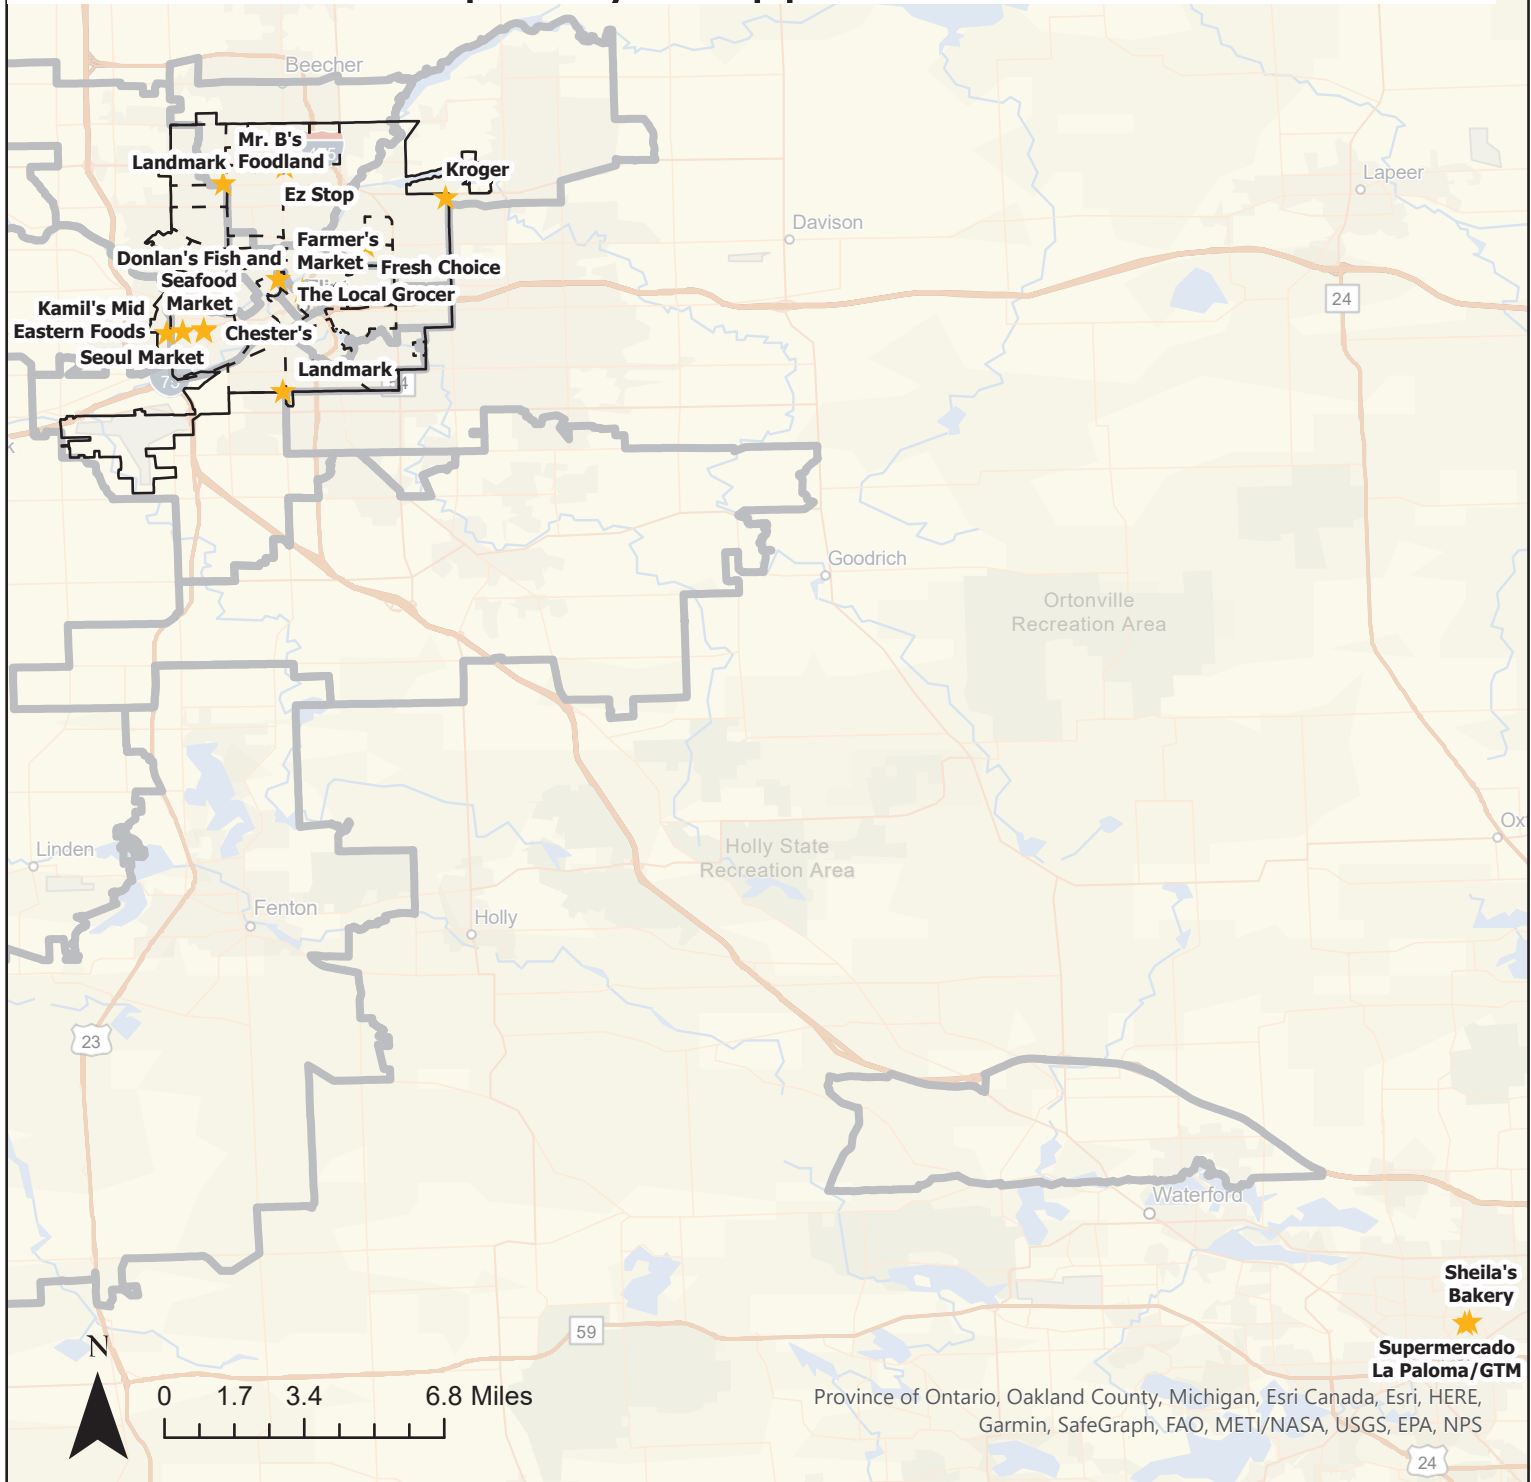 Beecher
Mr. B's
Foodland
Landmark
Kroger
Ez Stop
Lapeer
Davison
Farmer's
Market
Donlan's Fish and
Seafood
Market
Fresh Choice
The Local Grocer
24
Kamil's Mid
Eastern Foods
Chester's
Seoul Market
Landmark
75
54
Goodrich
Ortonville
Recreation Area
Linden
Holly State
Recreation Area
Fenton
Holly
23
Waterford
Sheila's
Bakery
59
Supermercado
La Paloma/GTM
N
0 1.7 3.4 6.8 Miles
Province of Ontario, Oakland County, Michigan, Esri Canada, Esri, HERE,
Garmin, SafeGraph, FAO, METI/NASA, USGS, EPA, NPS
24